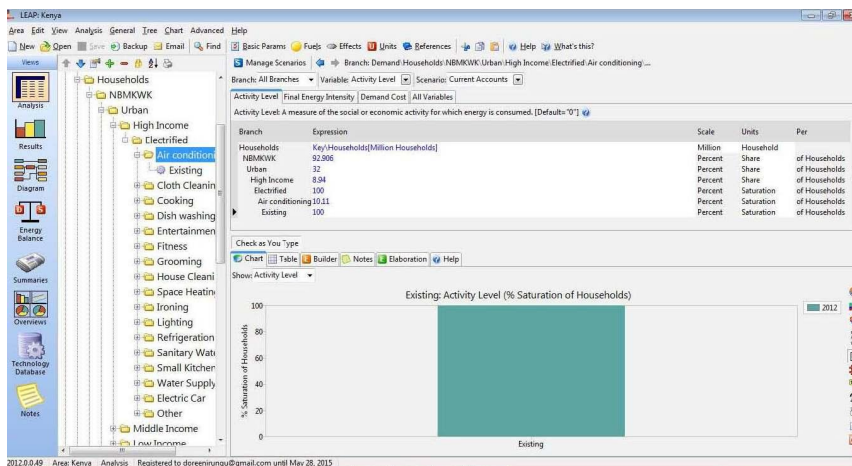 LEAP: Kenya
Area Edit View Analysis General Tree Chart Advanced Help
New Open Save Backup Email Find Basic Params Fuels Effects Units References Help What's this?
Views
Manage Scenarios Branch: Demand\Households\NBMKWK\Urban\High Income\Electrified\Air conditioning\...
Branch: All Branches Variable: Activity Level Scenario: Current Accounts
Activity Level Final Energy Intensity Demand Cost All Variables
Activity Level: A measure of the social or economic activity for which energy is consumed. [Default="0"]
Analysis
Results
Diagram
Energy
Balance
Summaries
Overviews
Technology
Database
Notes
Households
NBMKWK
Urban
High Income
Electrified
Air conditioni
Existing
Cloth Cleanin
Cooking
Dish washing
Entertainmen
Fitness
Grooming
House Cleani
Space Heatin
Ironing
Lighting
Refrigeration
Sanitary Wate
Small Kitchen
Water Supply
Electric Car
Other
Middle Income
Low Income
Branch Expression Scale Units Per
Households Key\Households[Million Households] Million Household
NBMKWK 92.906 Percent Share of Households
Urban 32 Percent Share of Households
High Income 8.94 Percent Share of Households
Electrified 100 Percent Saturation of Households
Air conditioning 10.11 Percent Saturation of Households
Existing 100 Percent Saturation of Households
Check as You Type
Chart Table Builder Notes Elaboration Help
Show: Activity Level
Existing: Activity Level (% Saturation of Households)
% Saturation of Households
100
80
60
40
20
0
Existing
2012
2012.0.0.49 Area: Kenya Analysis Registered to doreenirungu@gmail.com until May 28, 2015